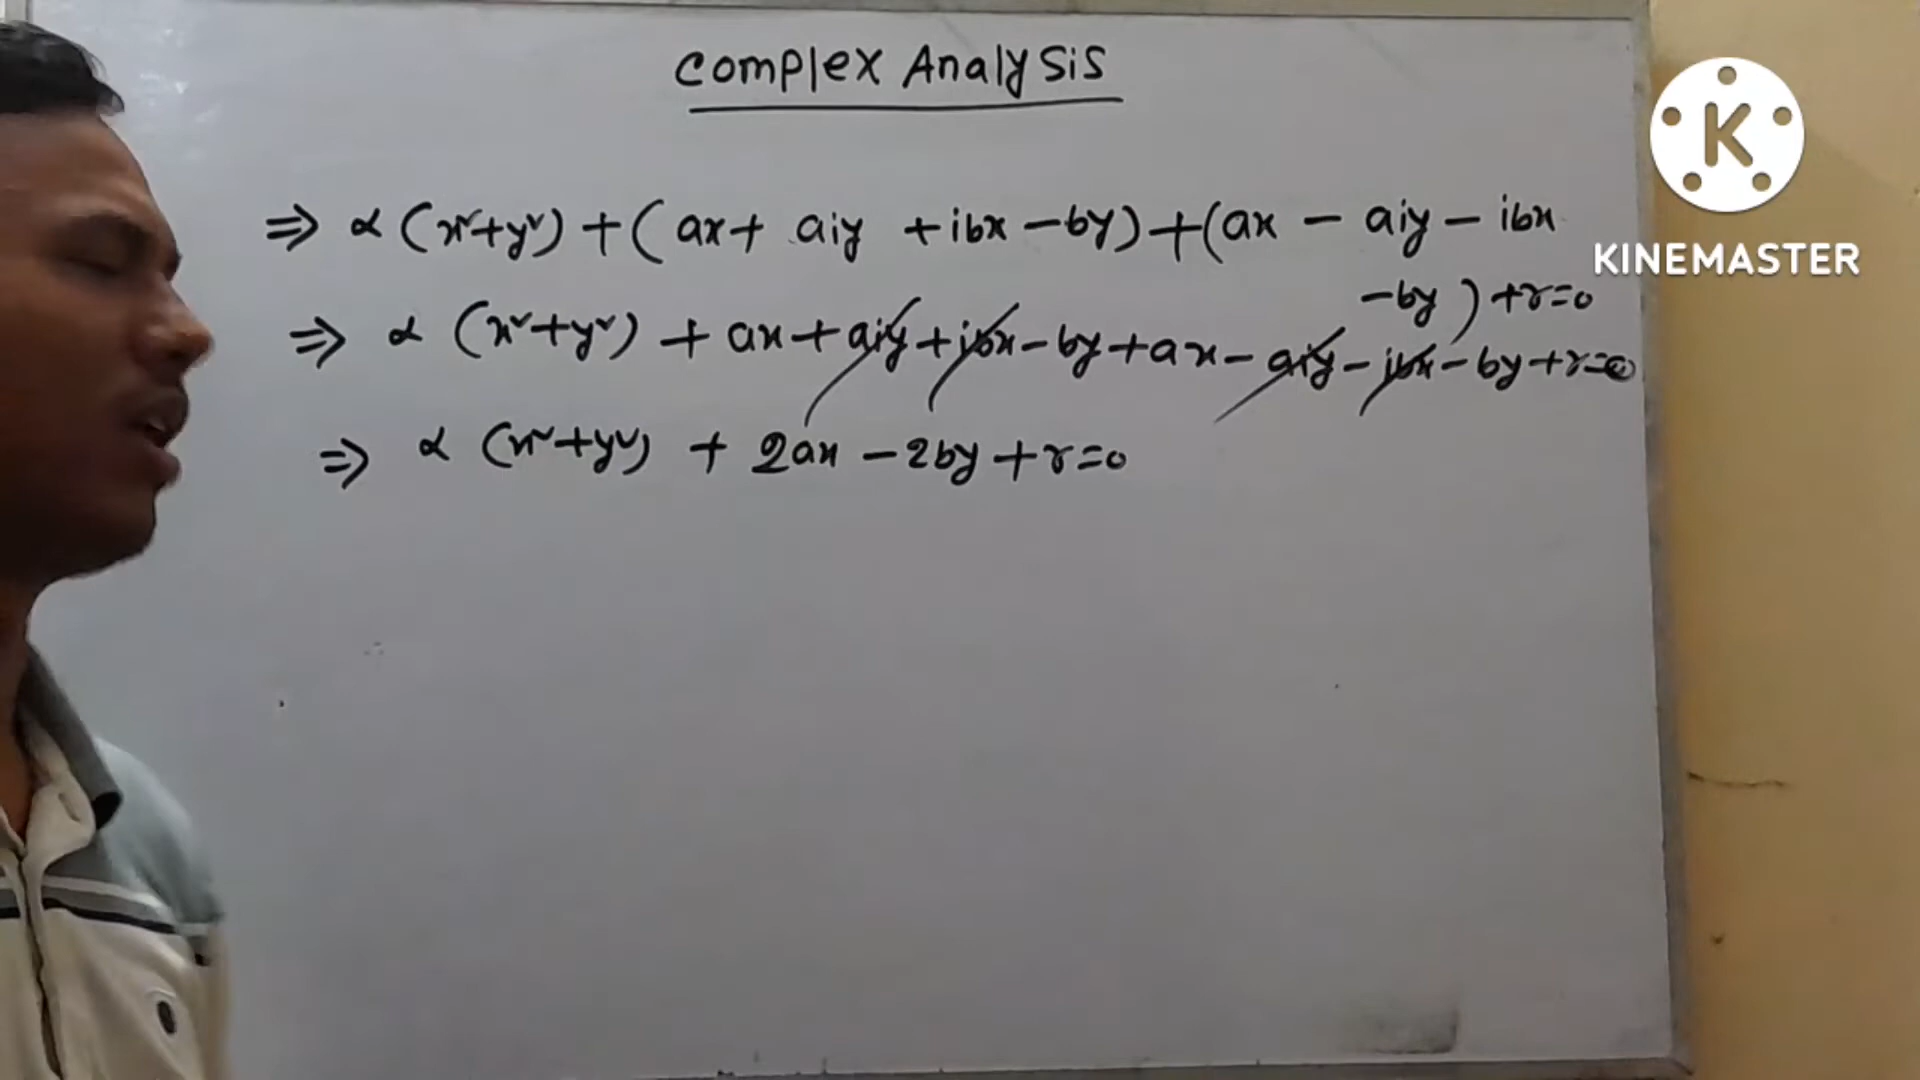 Complex Analysis
⇒ α (x²+y²) + ( ax + aiy + ibx - by) + (ax - aiy - ibx
- by ) + r=0
⇒ α (x²+y²) + ax + aiy + ibx - by + ax - aiy - ibx - by + r=0
⇒ α (x²+y²) + 2ax - 2by + r=0
K
KINEMASTER